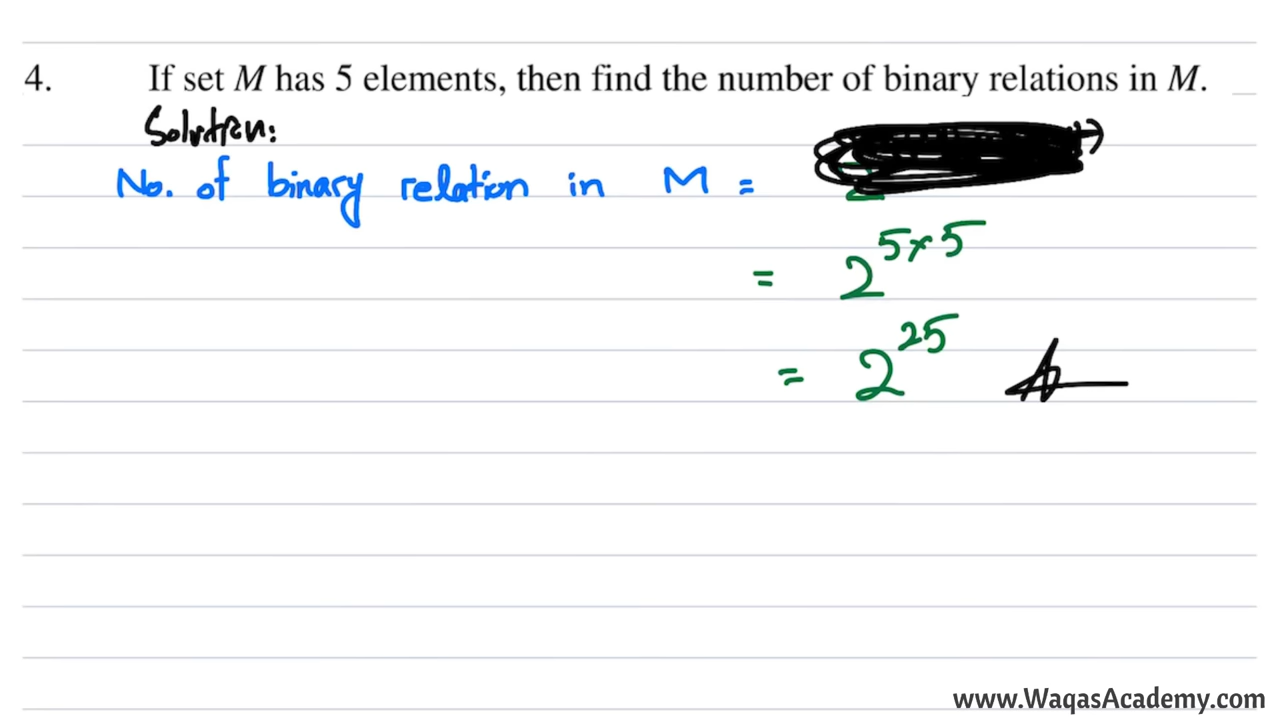 4. If set M has 5 elements, then find the number of binary relations in M.
Solution:
No. of binary relation in M =
= 2^{5×5}
= 2^{25}
www.WaqasAcademy.com